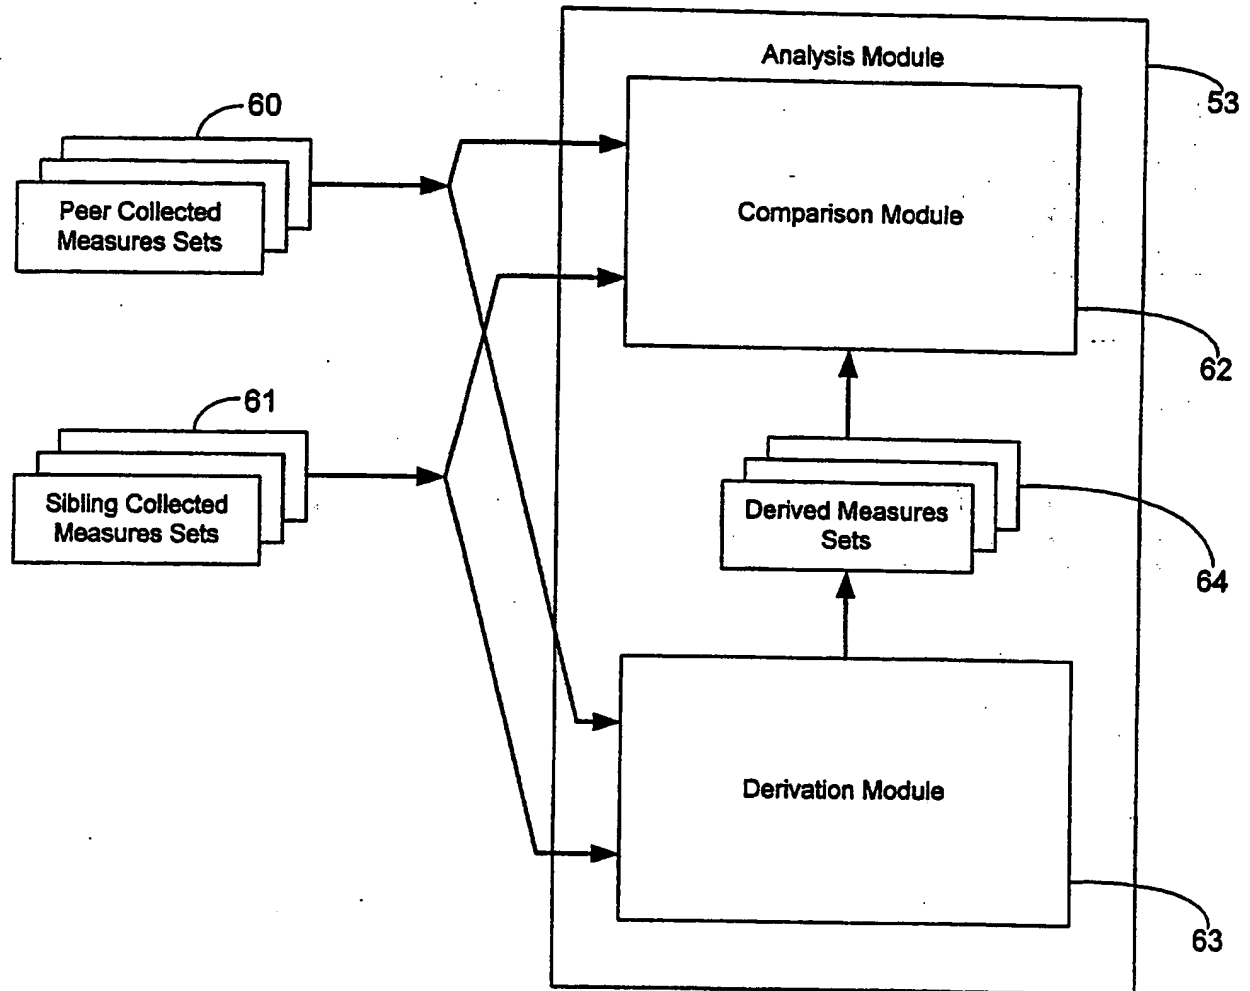 Analysis Module
53
60
Peer Collected
Measures Sets
Comparison Module
62
61
Sibling Collected
Measures Sets
Derived Measures
Sets
64
Derivation Module
63